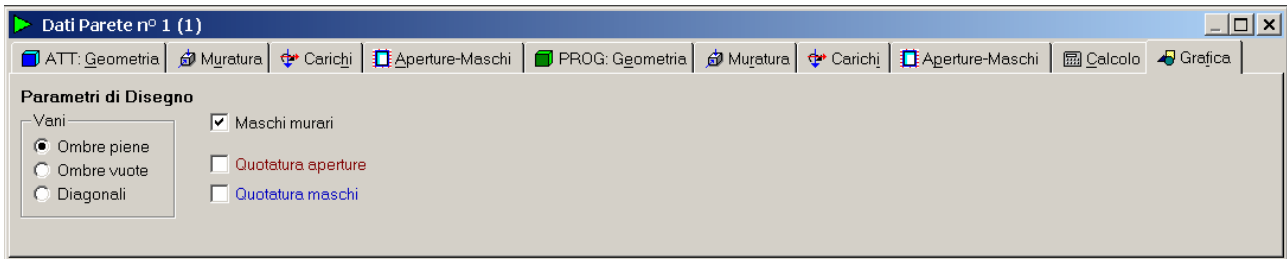 Dati Parete nº 1 (1)
ATT: Geometria Muratura Carichi Aperture-Maschi PROG: Geometria Muratura Carichi Aperture-Maschi Calcolo Grafica
Parametri di Disegno
Vani
Maschi murari
Ombre piene
Quotatura aperture
Ombre vuote
Diagonali
Quotatura maschi